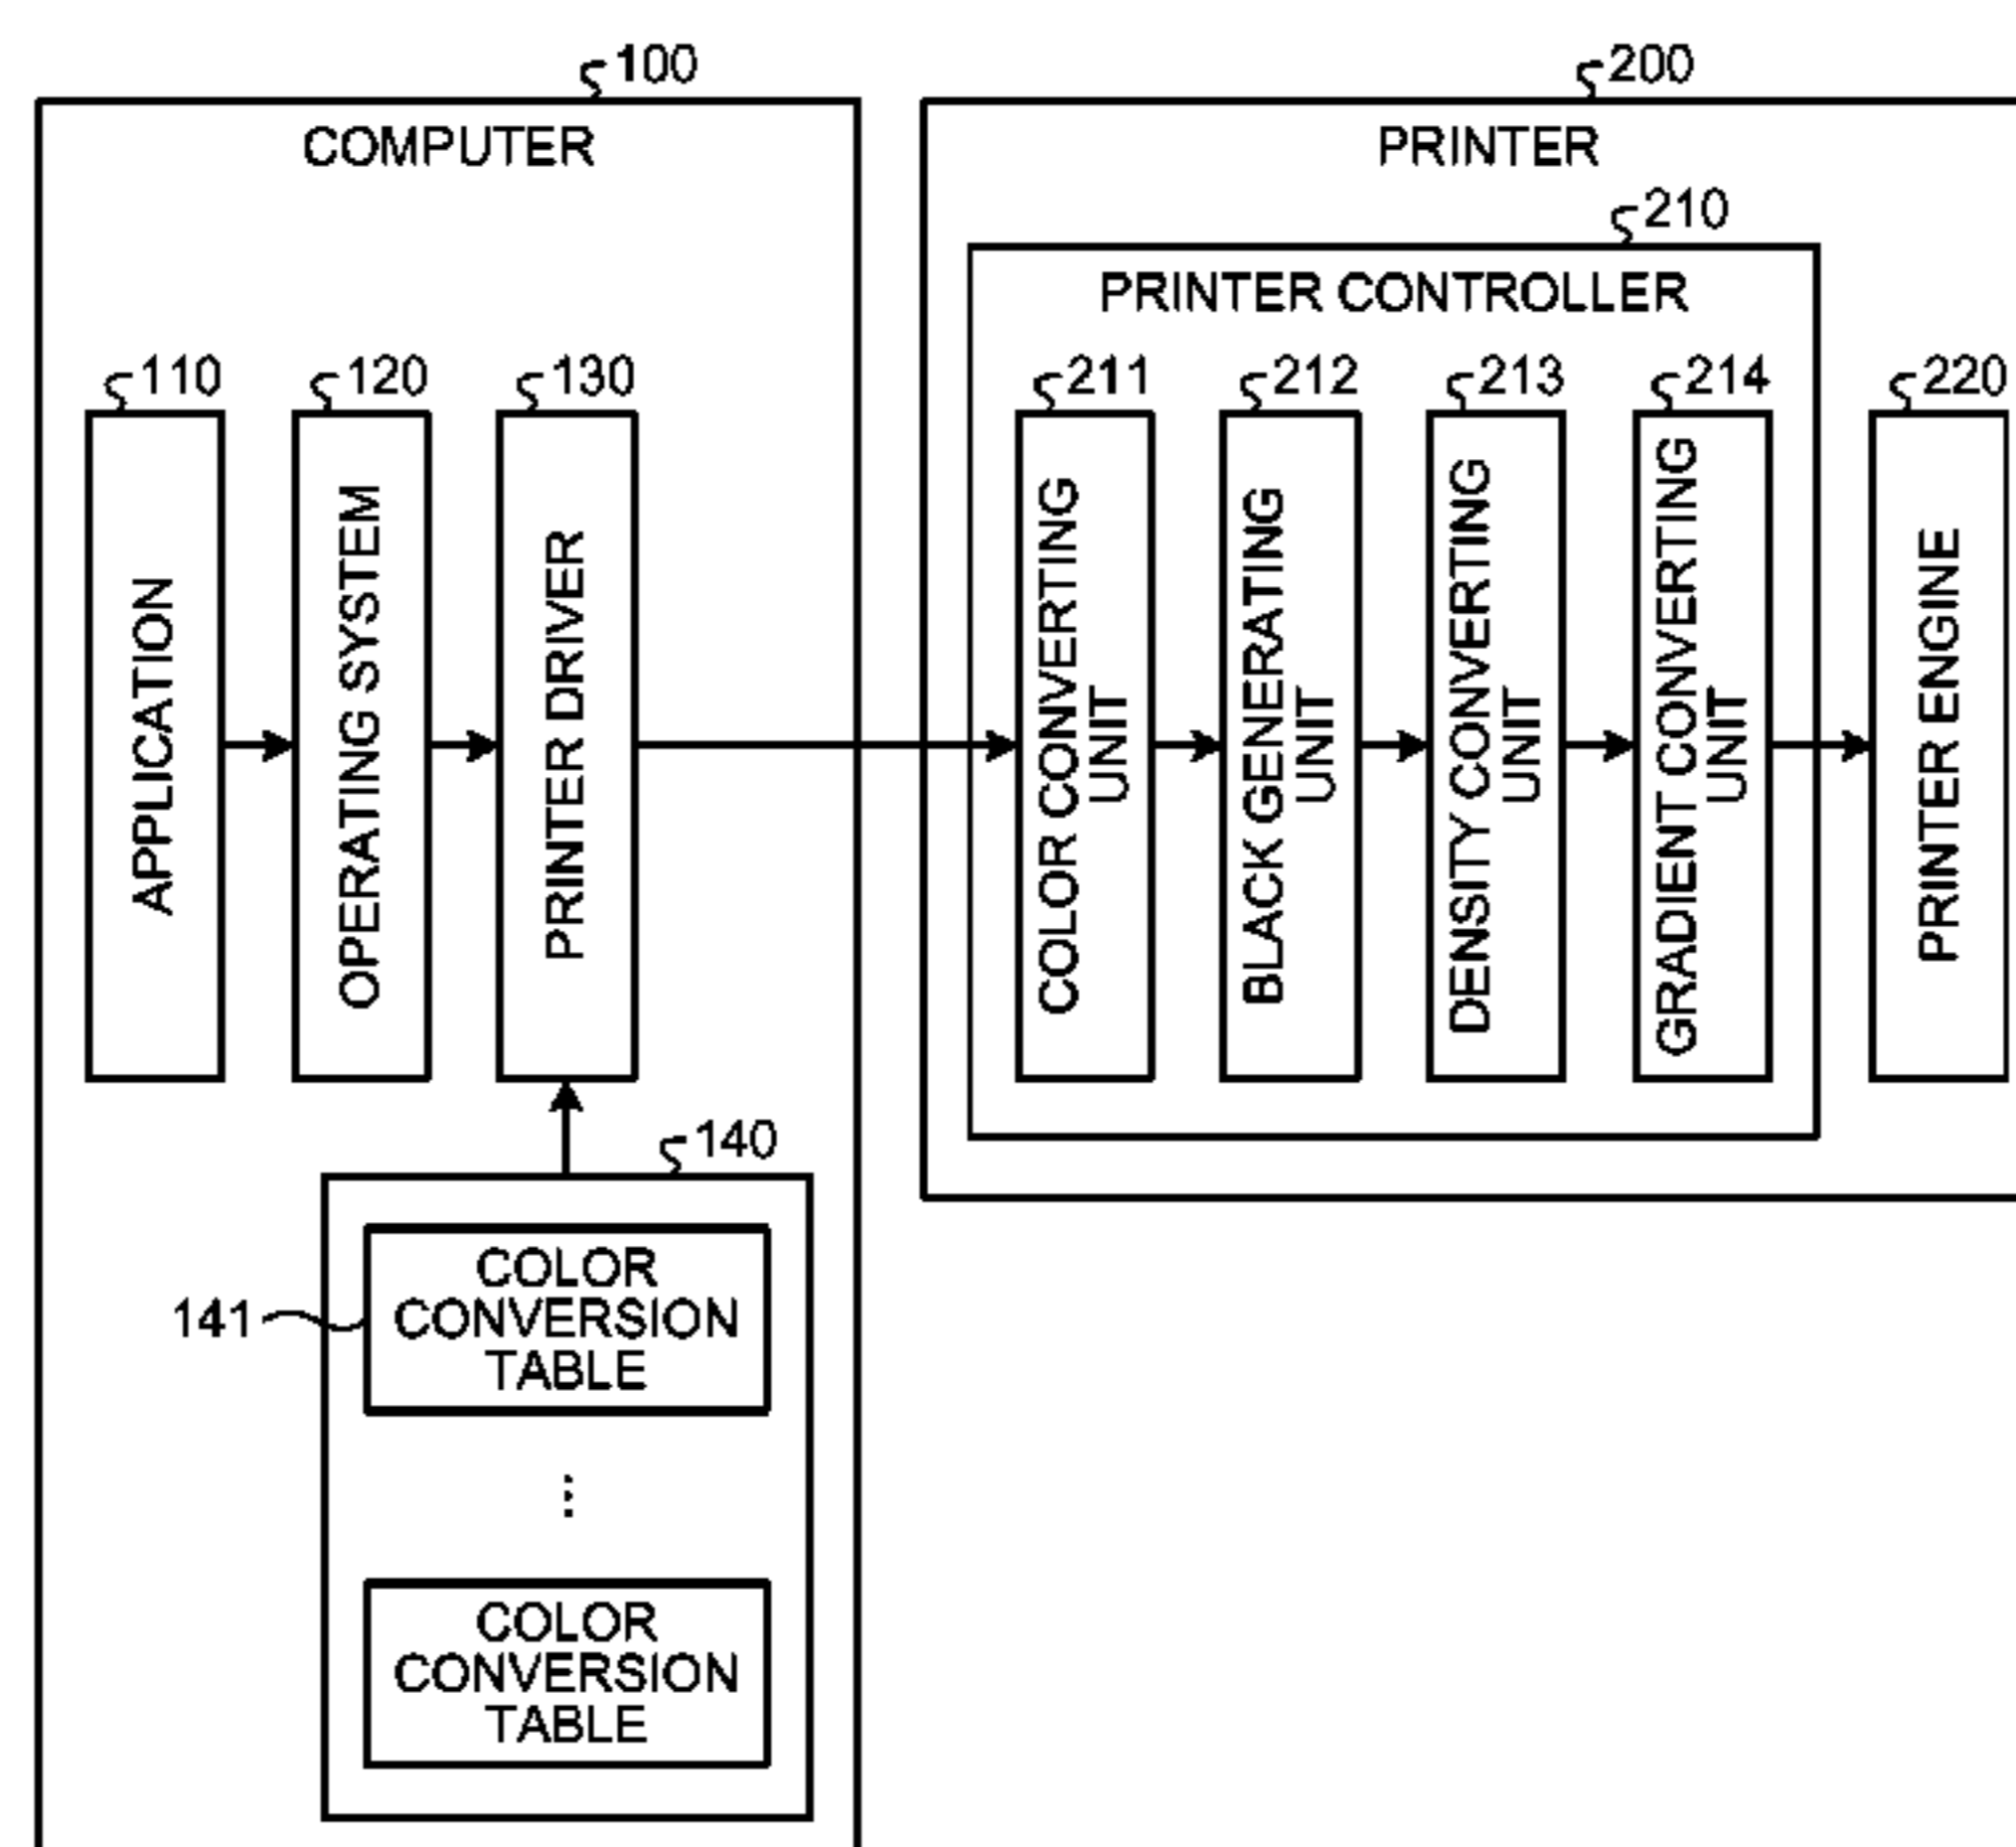 100
COMPUTER
110
APPLICATION
120
OPERATING SYSTEM
130
PRINTER DRIVER
140
141
COLOR
CONVERSION
TABLE
⋮
COLOR
CONVERSION
TABLE
200
PRINTER
210
PRINTER CONTROLLER
211
COLOR CONVERTING
UNIT
212
BLACK GENERATING
UNIT
213
DENSITY CONVERTING
UNIT
214
GRADIENT CONVERTING
UNIT
220
PRINTER ENGINE